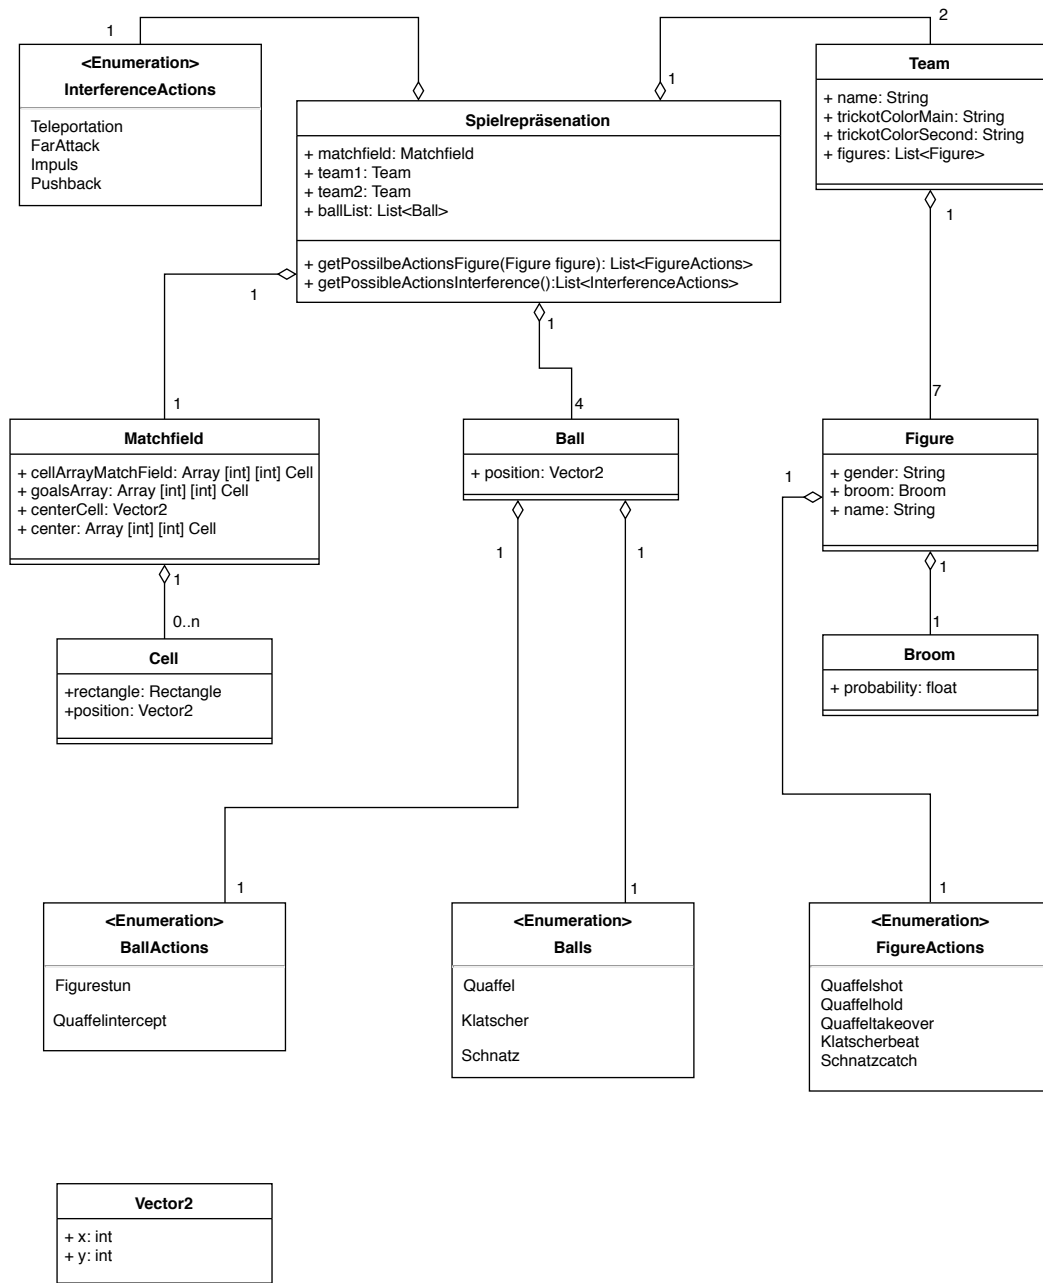 1
2
<Enumeration>
InterferenceActions
Teleportation
FarAttack
Impuls
Pushback
1
Spielrepräsenation
+ matchfield: Matchfield
+ team1: Team
+ team2: Team
+ ballList: List<Ball>
+ getPossilbeActionsFigure(Figure figure): List<FigureActions>
+ getPossibleActionsInterference():List<InterferenceActions>
Team
+ name: String
+ trickotColorMain: String
+ trickotColorSecond: String
+ figures: List<Figure>
1
1
1
1
4
7
Matchfield
+ cellArrayMatchField: Array [int] [int] Cell
+ goalsArray: Array [int] [int] Cell
+ centerCell: Vector2
+ center: Array [int] [int] Cell
Ball
+ position: Vector2
Figure
+ gender: String
+ broom: Broom
+ name: String
1
1
1
1
1
0..n
1
Cell
+rectangle: Rectangle
+position: Vector2
Broom
+ probability: float
1
1
1
<Enumeration>
BallActions
Figurestun
Quaffelintercept
<Enumeration>
Balls
Quaffel
Klatscher
Schnatz
<Enumeration>
FigureActions
Quaffelshot
Quaffelhold
Quaffeltakeover
Klatscherbeat
Schnatzcatch
Vector2
+ x: int
+ y: int